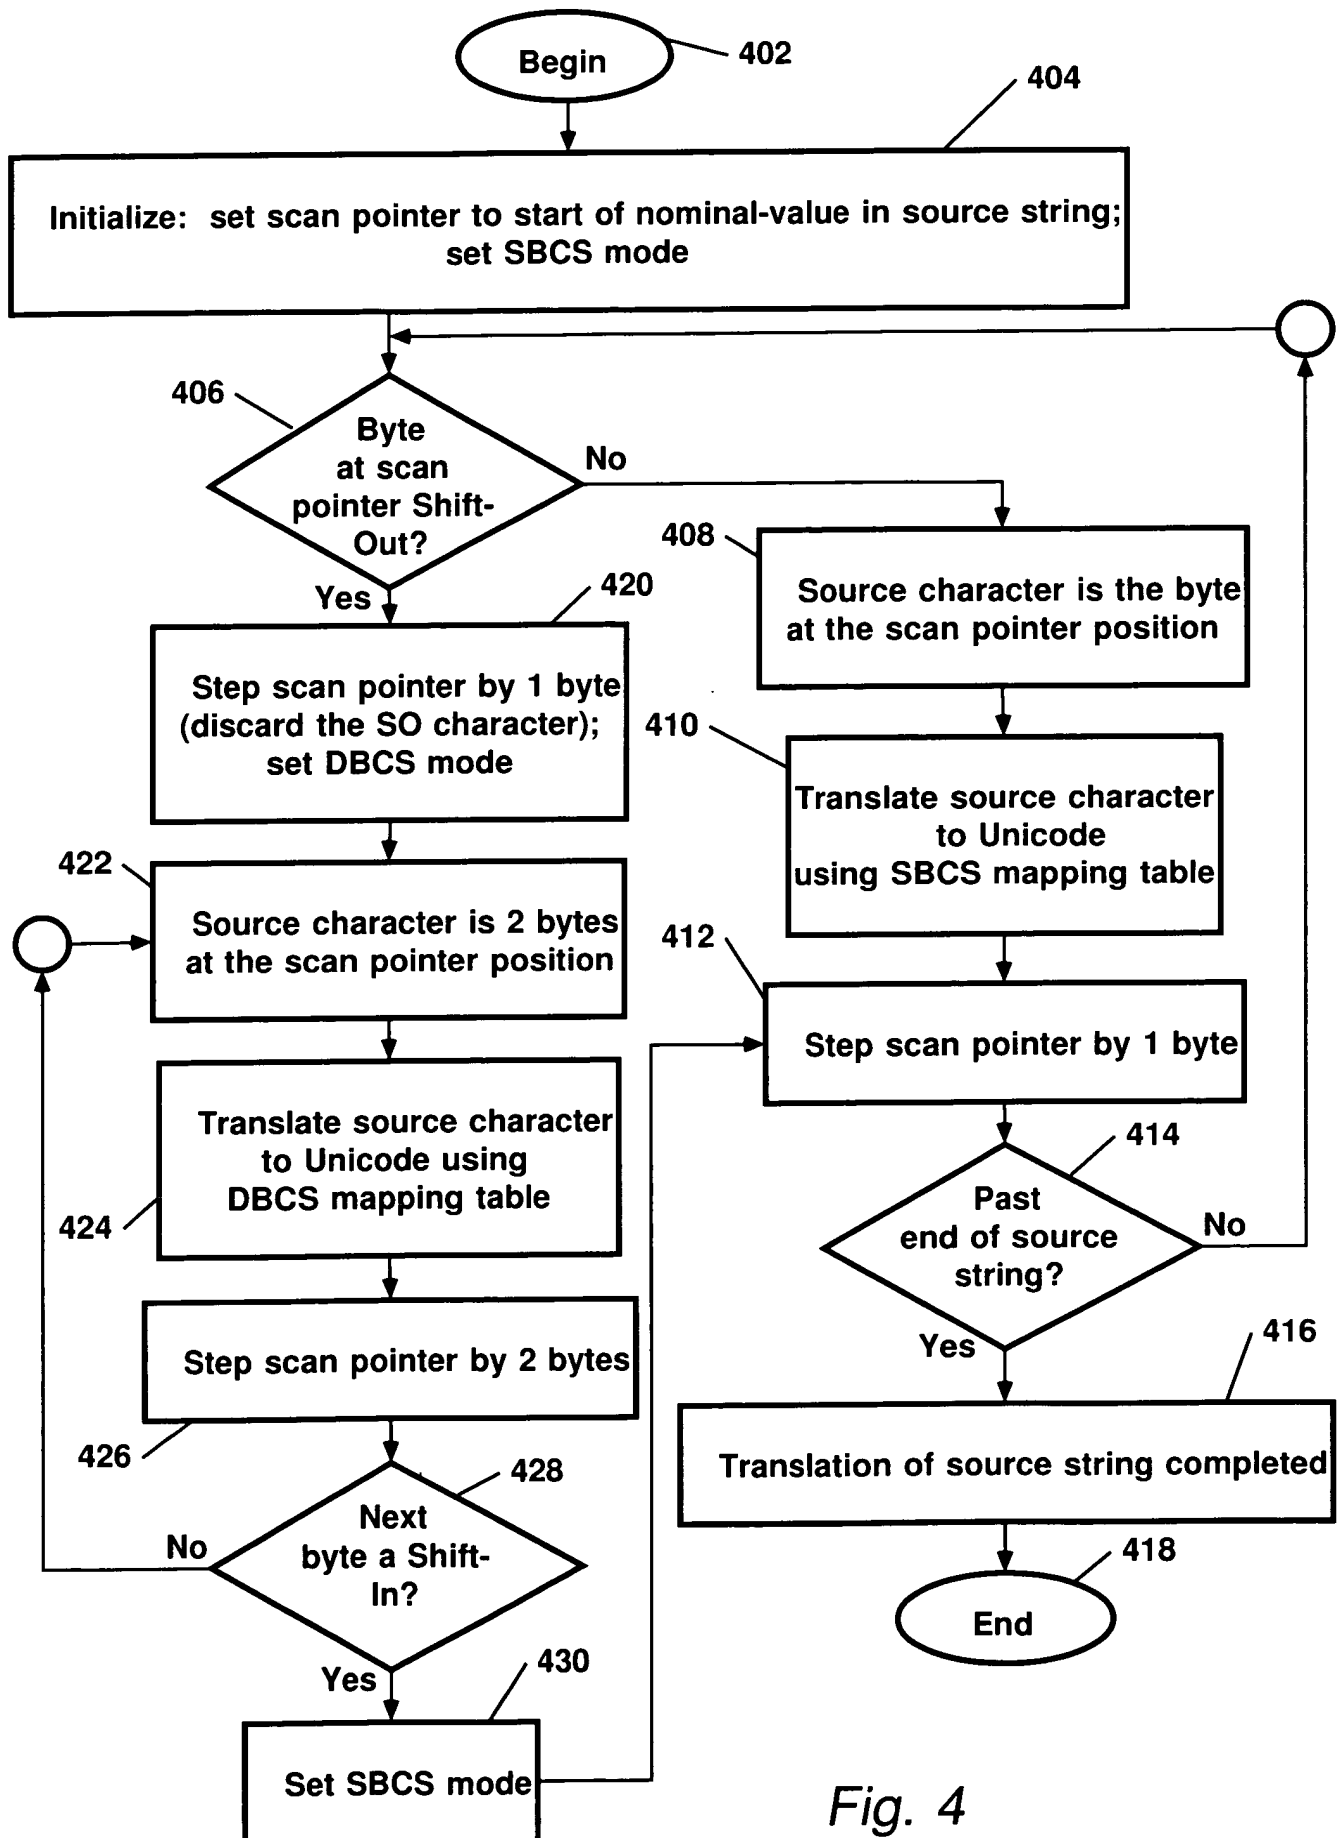 Begin
402
404
Initialize: set scan pointer to start of nominal-value in source string;
set SBCS mode
406
Byte
at scan
pointer Shift-
Out?
No
Yes
408
Source character is the byte
at the scan pointer position
420
Step scan pointer by 1 byte
(discard the SO character);
set DBCS mode
410
Translate source character
to Unicode
using SBCS mapping table
422
Source character is 2 bytes
at the scan pointer position
412
Step scan pointer by 1 byte
424
Translate source character
to Unicode using
DBCS mapping table
414
Past
end of source
string?
No
Yes
Step scan pointer by 2 bytes
426
416
Translation of source string completed
428
Next
byte a Shift-
In?
No
Yes
418
End
430
Set SBCS mode
Fig. 4